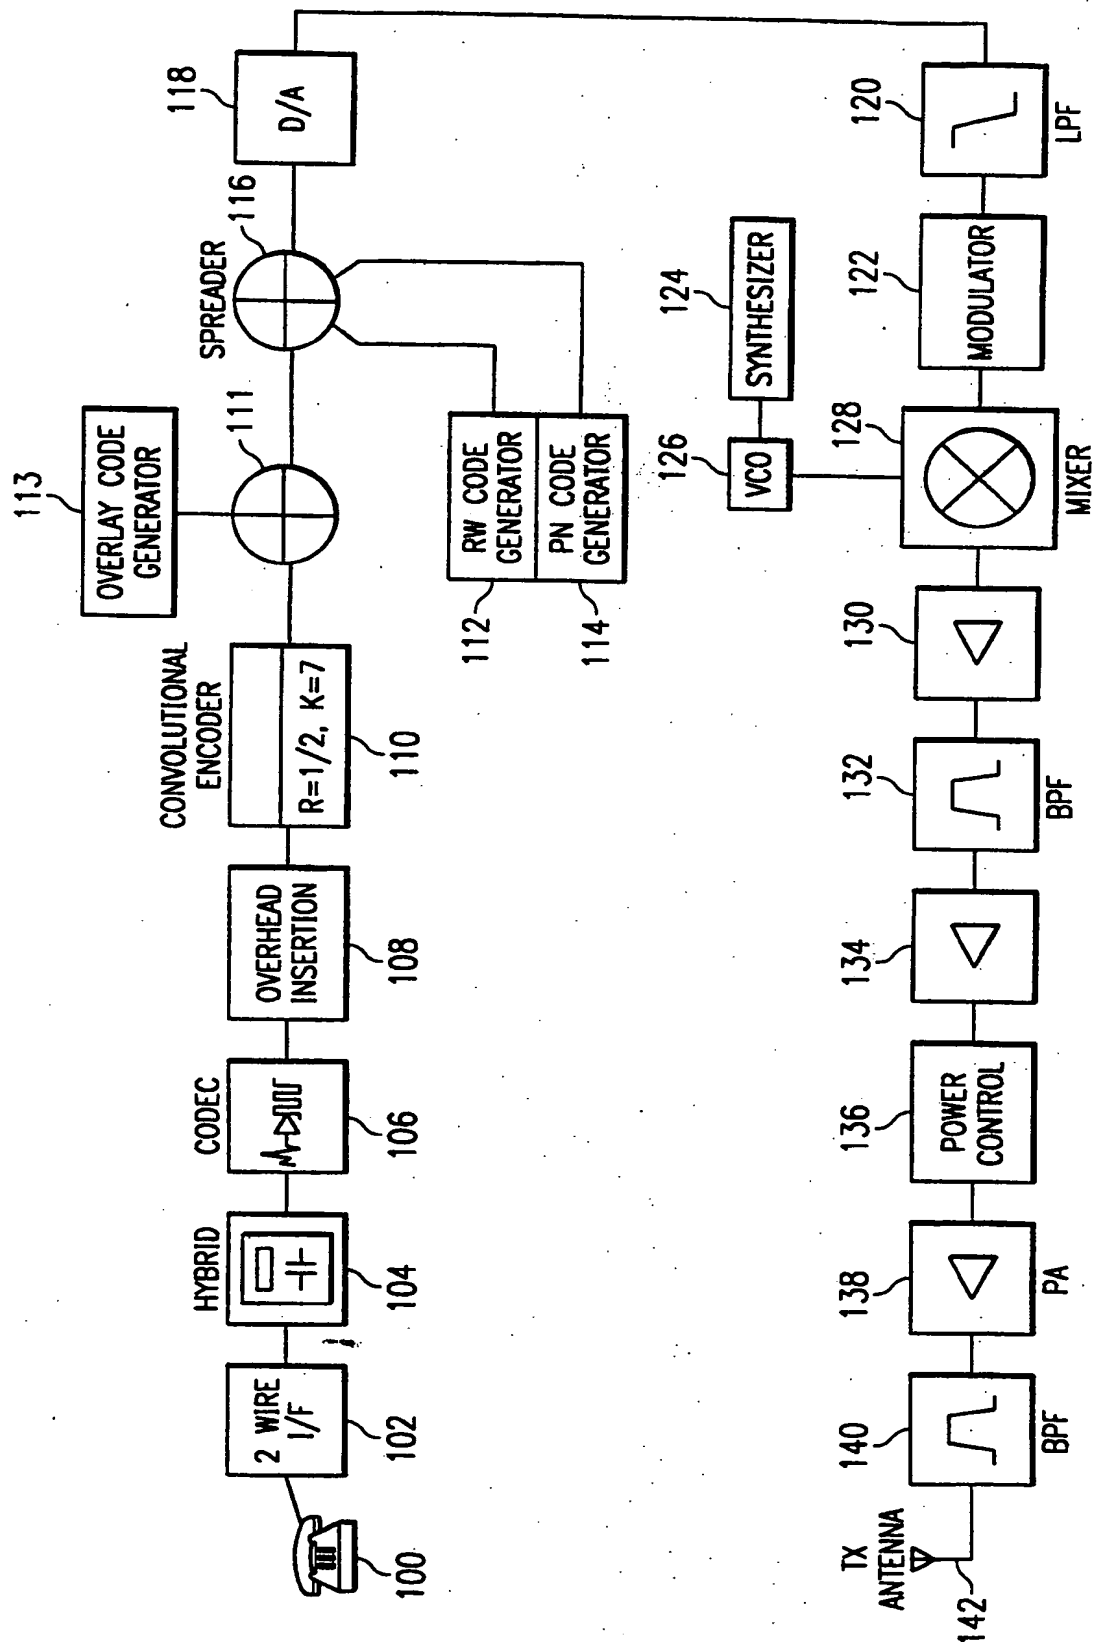 100
2 WIRE
I/F
102
HYBRID
104
CODEC
106
OVERHEAD
INSERTION
108
CONVOLUTIONAL
ENCODER
R=1/2, K=7
110
113
OVERLAY CODE
GENERATOR
111
SPREADER
116
RW CODE
GENERATOR
112
PN CODE
GENERATOR
114
118
D/A
120
LPF
122
MODULATOR
124
SYNTHESIZER
126
VCO
128
MIXER
130
132
BPF
134
136
POWER
CONTROL
138
PA
140
BPF
TX
ANTENNA
142